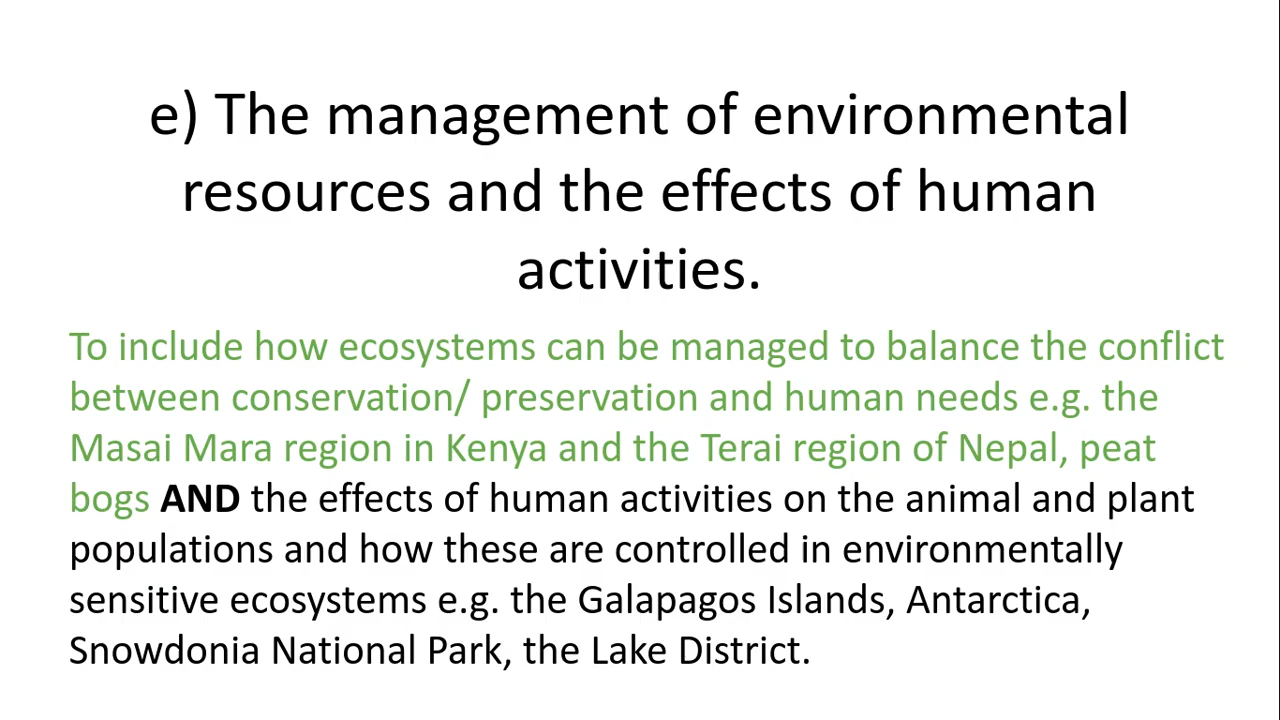 e) The management of environmental
resources and the effects of human
activities.
To include how ecosystems can be managed to balance the conflict
between conservation/ preservation and human needs e.g. the
Masai Mara region in Kenya and the Terai region of Nepal, peat
bogs AND the effects of human activities on the animal and plant
populations and how these are controlled in environmentally
sensitive ecosystems e.g. the Galapagos Islands, Antarctica,
Snowdonia National Park, the Lake District.